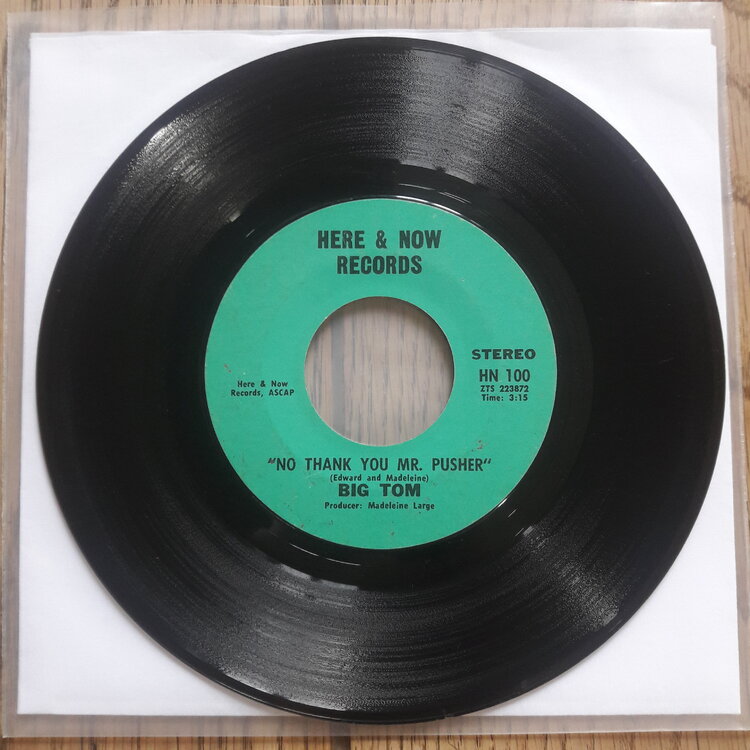 HERE & NOW
RECORDS
STEREO
HN 100
ZTS 223872
Time: 3:15
Here & Now
Records, ASCAP
"NO THANK YOU MR. PUSHER"
(Edward and Madeleine)
BIG TOM
Producer: Madeleine Large